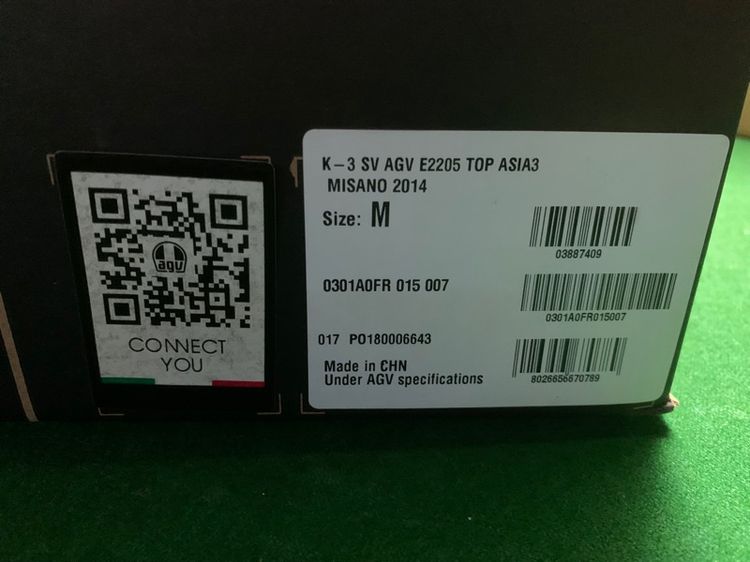 agv
CONNECT
YOU
K-3 SV AGV E2205 TOP ASIA3
MISANO 2014
Size: M
03887409
0301A0FR 015 007
0301A0FR015007
017 PO180006643
Made in CHN
Under AGV specifications
8026656670789